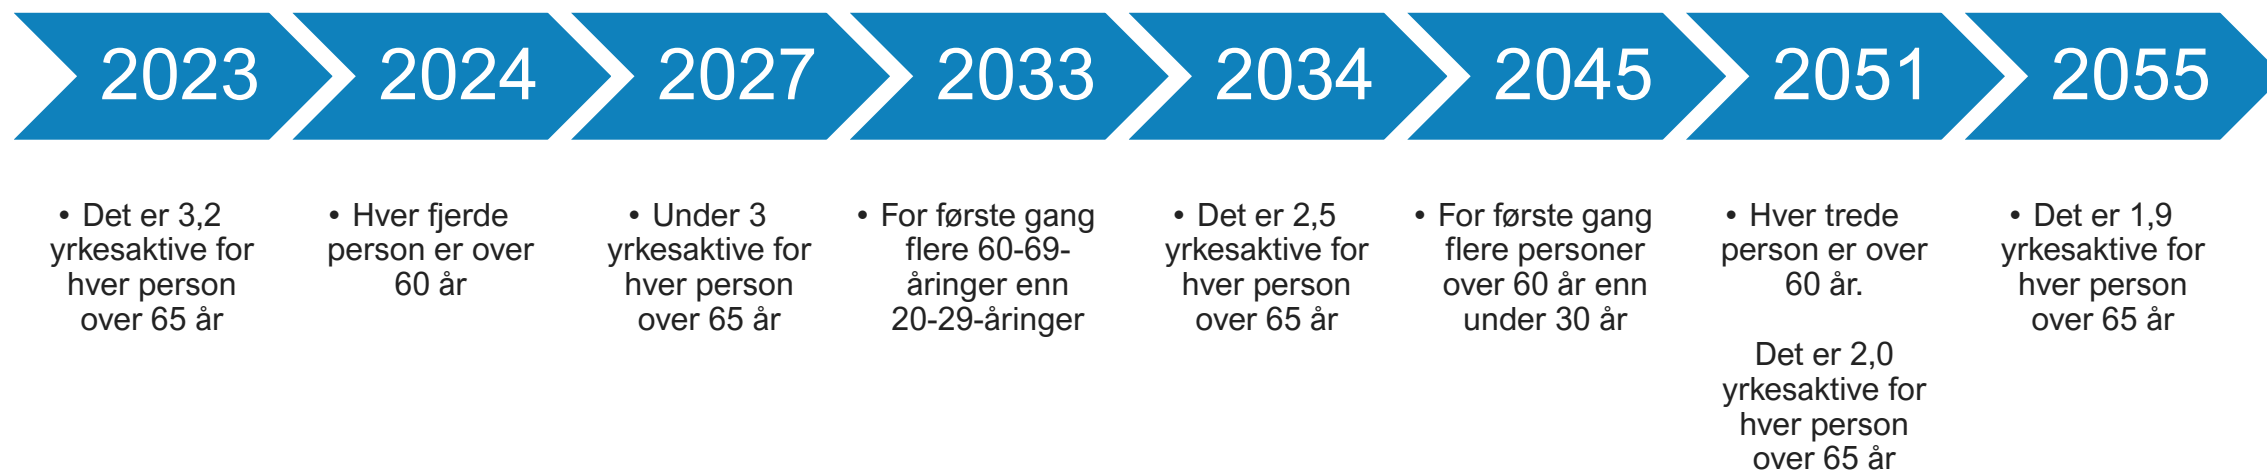 2023
2024
2027
2033
2034
2045
2051
2055
• Det er 3,2
yrkesaktive for
hver person
over 65 år
• Hver fjerde
person er over
60 år
• Under 3
yrkesaktive for
hver person
over 65 år
• For første gang
flere 60-69-
åringer enn
20-29-åringer
• Det er 2,5
yrkesaktive for
hver person
over 65 år
• For første gang
flere personer
over 60 år enn
under 30 år
• Hver trede
person er over
60 år.
Det er 2,0
yrkesaktive for
hver person
over 65 år
• Det er 1,9
yrkesaktive for
hver person
over 65 år